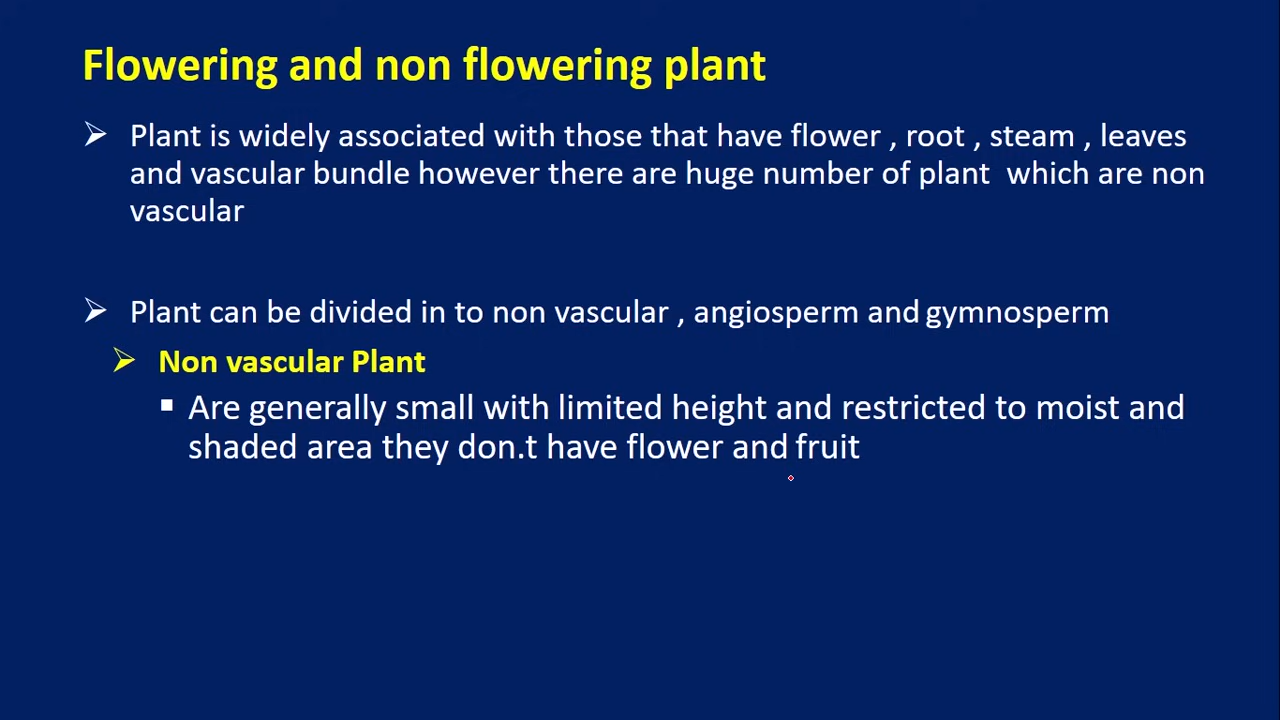 Flowering and non flowering plant
Plant is widely associated with those that have flower , root , steam , leaves
and vascular bundle however there are huge number of plant which are non
vascular
Plant can be divided in to non vascular , angiosperm and gymnosperm
Non vascular Plant
Are generally small with limited height and restricted to moist and
shaded area they don.t have flower and fruit